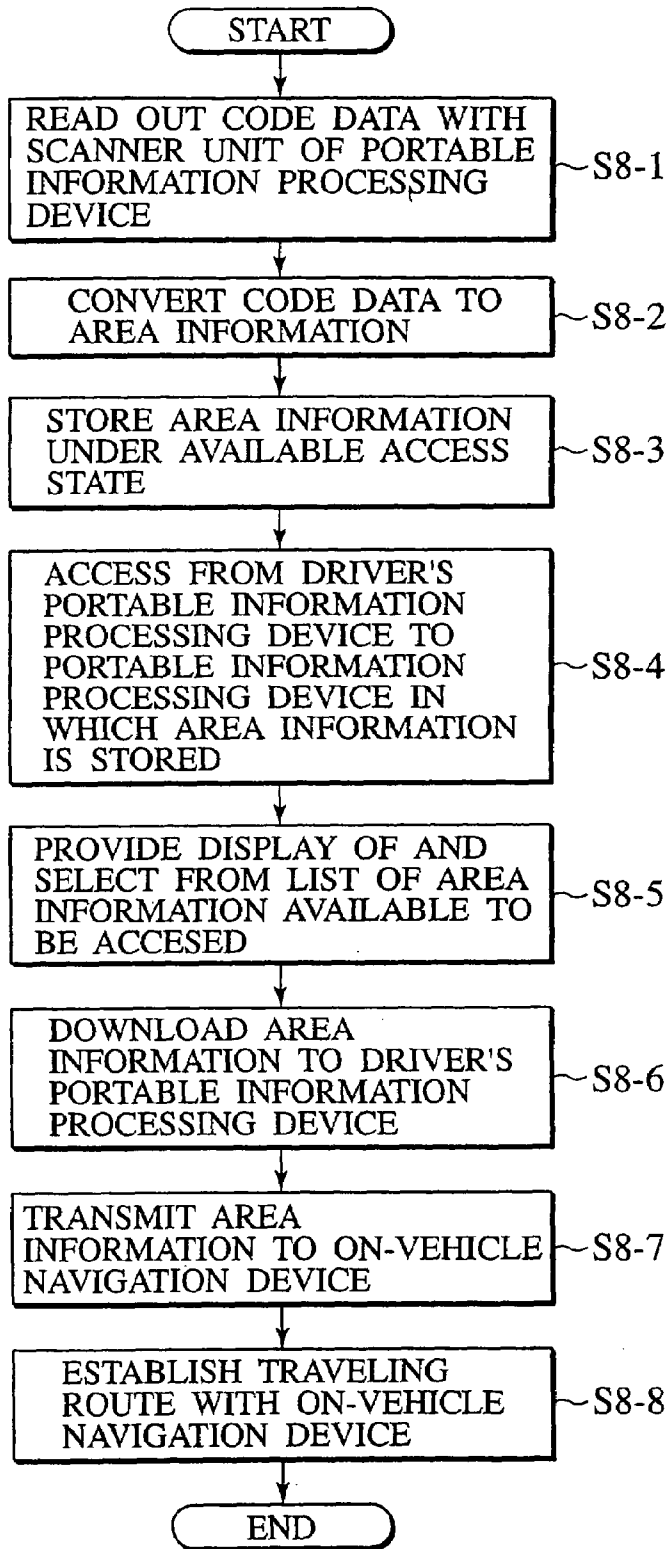 START
READ OUT CODE DATA WITH
SCANNER UNIT OF PORTABLE
INFORMATION PROCESSING
DEVICE
S8-1
CONVERT CODE DATA TO
AREA INFORMATION
S8-2
STORE AREA INFORMATION
UNDER AVAILABLE ACCESS
STATE
S8-3
ACCESS FROM DRIVER'S
PORTABLE INFORMATION
PROCESSING DEVICE TO
PORTABLE INFORMATION
PROCESSING DEVICE IN
WHICH AREA INFORMATION
IS STORED
S8-4
PROVIDE DISPLAY OF AND
SELECT FROM LIST OF AREA
INFORMATION AVAILABLE TO
BE ACCESED
S8-5
DOWNLOAD AREA
INFORMATION TO DRIVER'S
PORTABLE INFORMATION
PROCESSING DEVICE
S8-6
TRANSMIT AREA
INFORMATION TO ON-VEHICLE
NAVIGATION DEVICE
S8-7
ESTABLISH TRAVELING
ROUTE WITH ON-VEHICLE
NAVIGATION DEVICE
S8-8
END